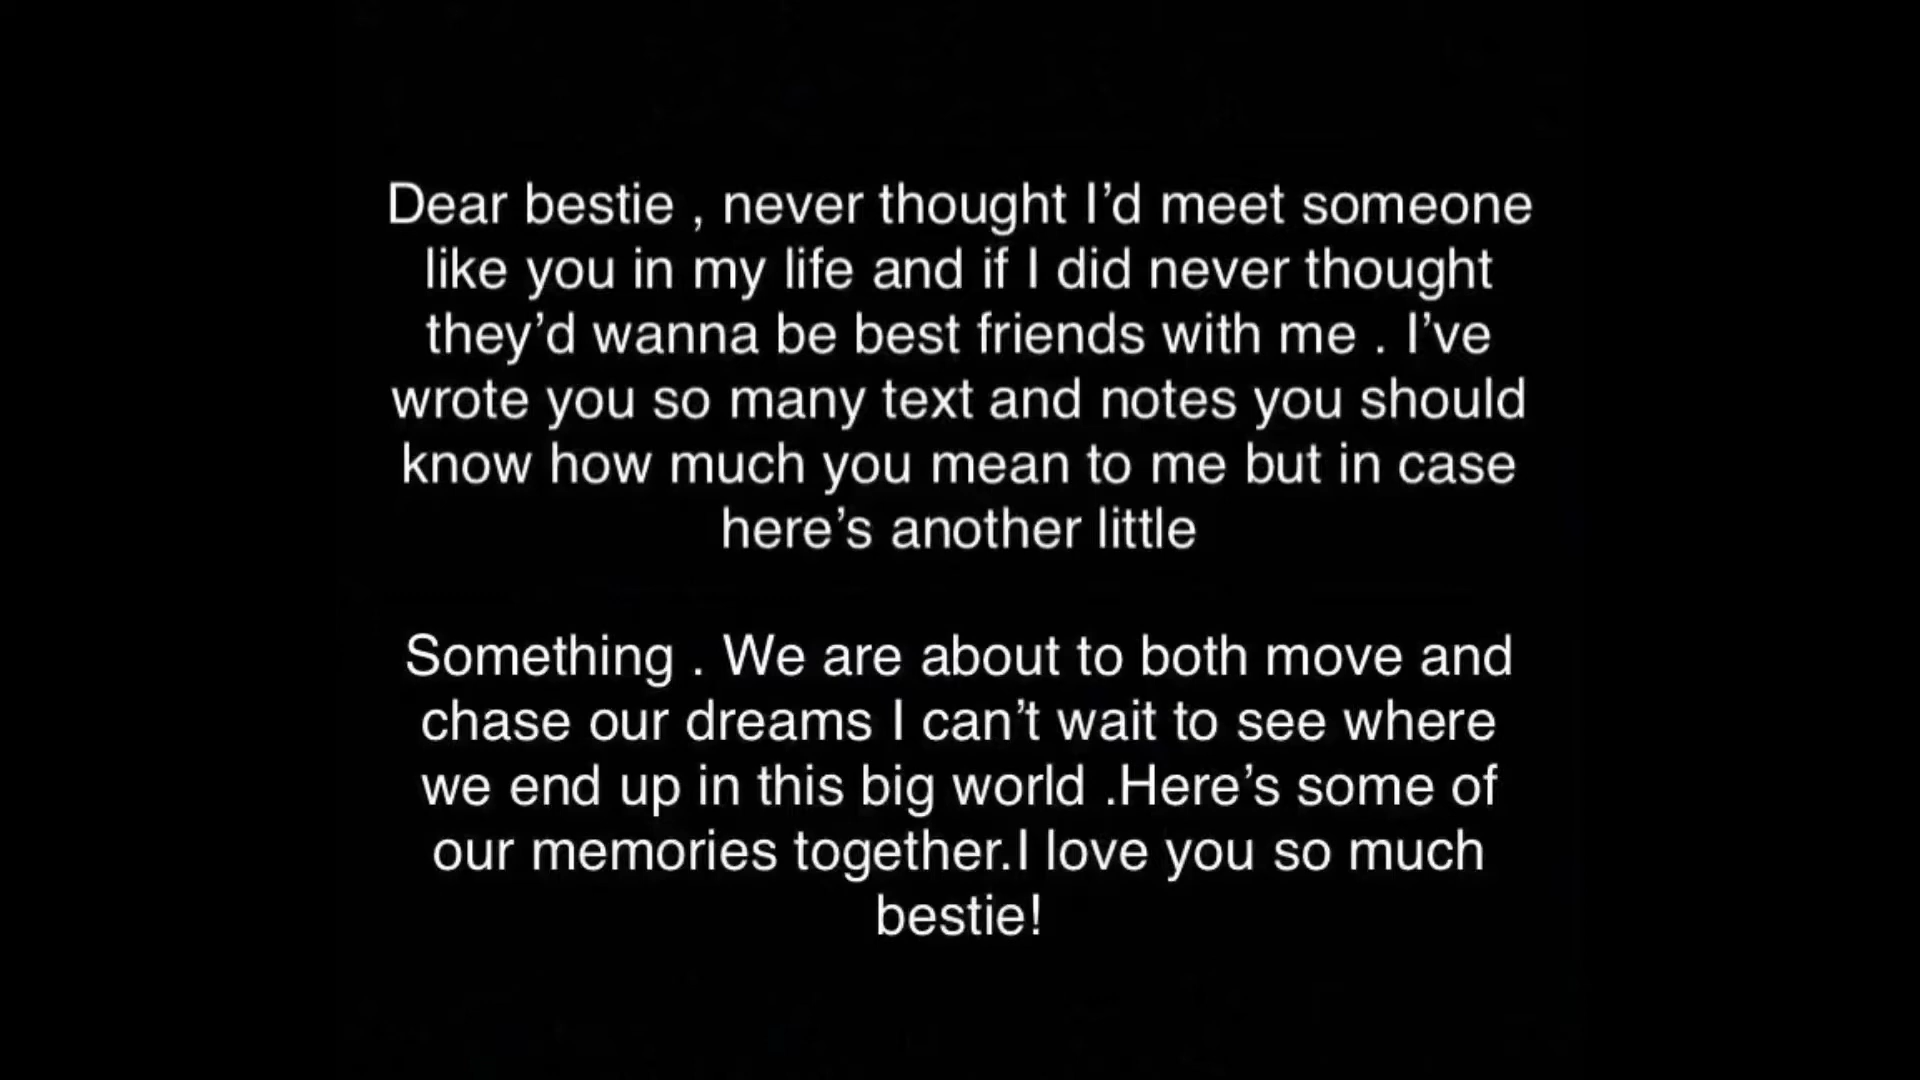 Dear bestie , never thought I’d meet someone
like you in my life and if I did never thought
they’d wanna be best friends with me . I’ve
wrote you so many text and notes you should
know how much you mean to me but in case
here’s another little
Something . We are about to both move and
chase our dreams I can’t wait to see where
we end up in this big world .Here’s some of
our memories together.I love you so much
bestie!